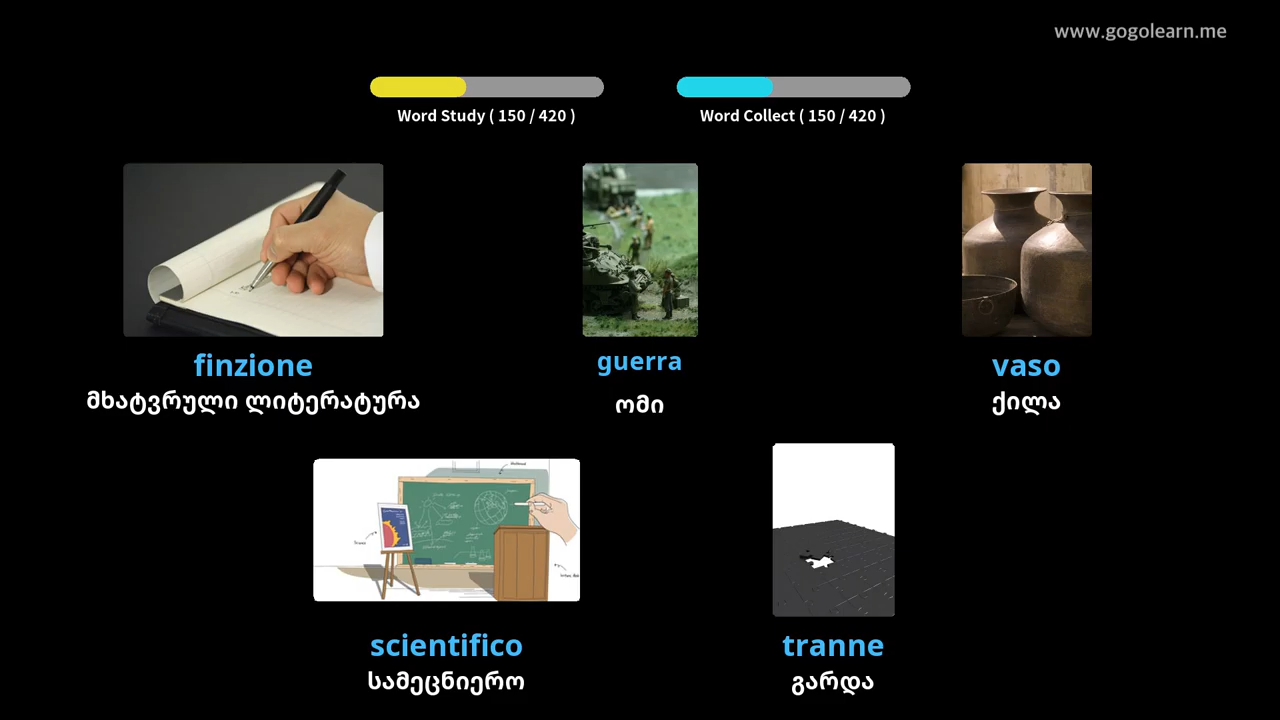 www.gogolearn.me
Word Study ( 150 / 420 )
Word Collect ( 150 / 420 )
finzione
მხატვრული ლიტერატურა
guerra
ომი
vaso
ქილა
scientifico
სამეცნიერო
tranne
გარდა